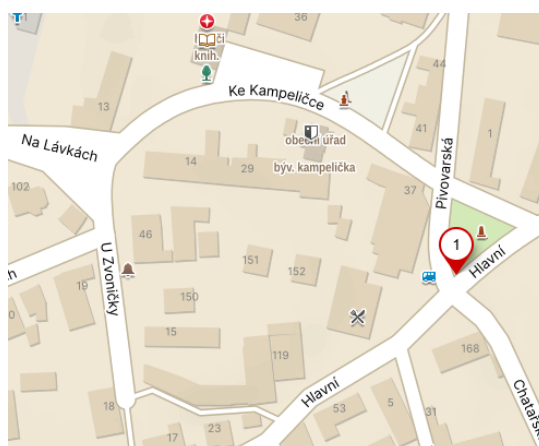 36
knih.
44
13
Ke Kampeličce
Na Lávkách
41
1
obecní úřad
14
29
býv. kampelička
Pivovarská
37
102
46
1
Hlavní
151
152
U Zvoničky
19
150
15
119
168
Hlavní
Chatařsk
18
53
5
31
17
23